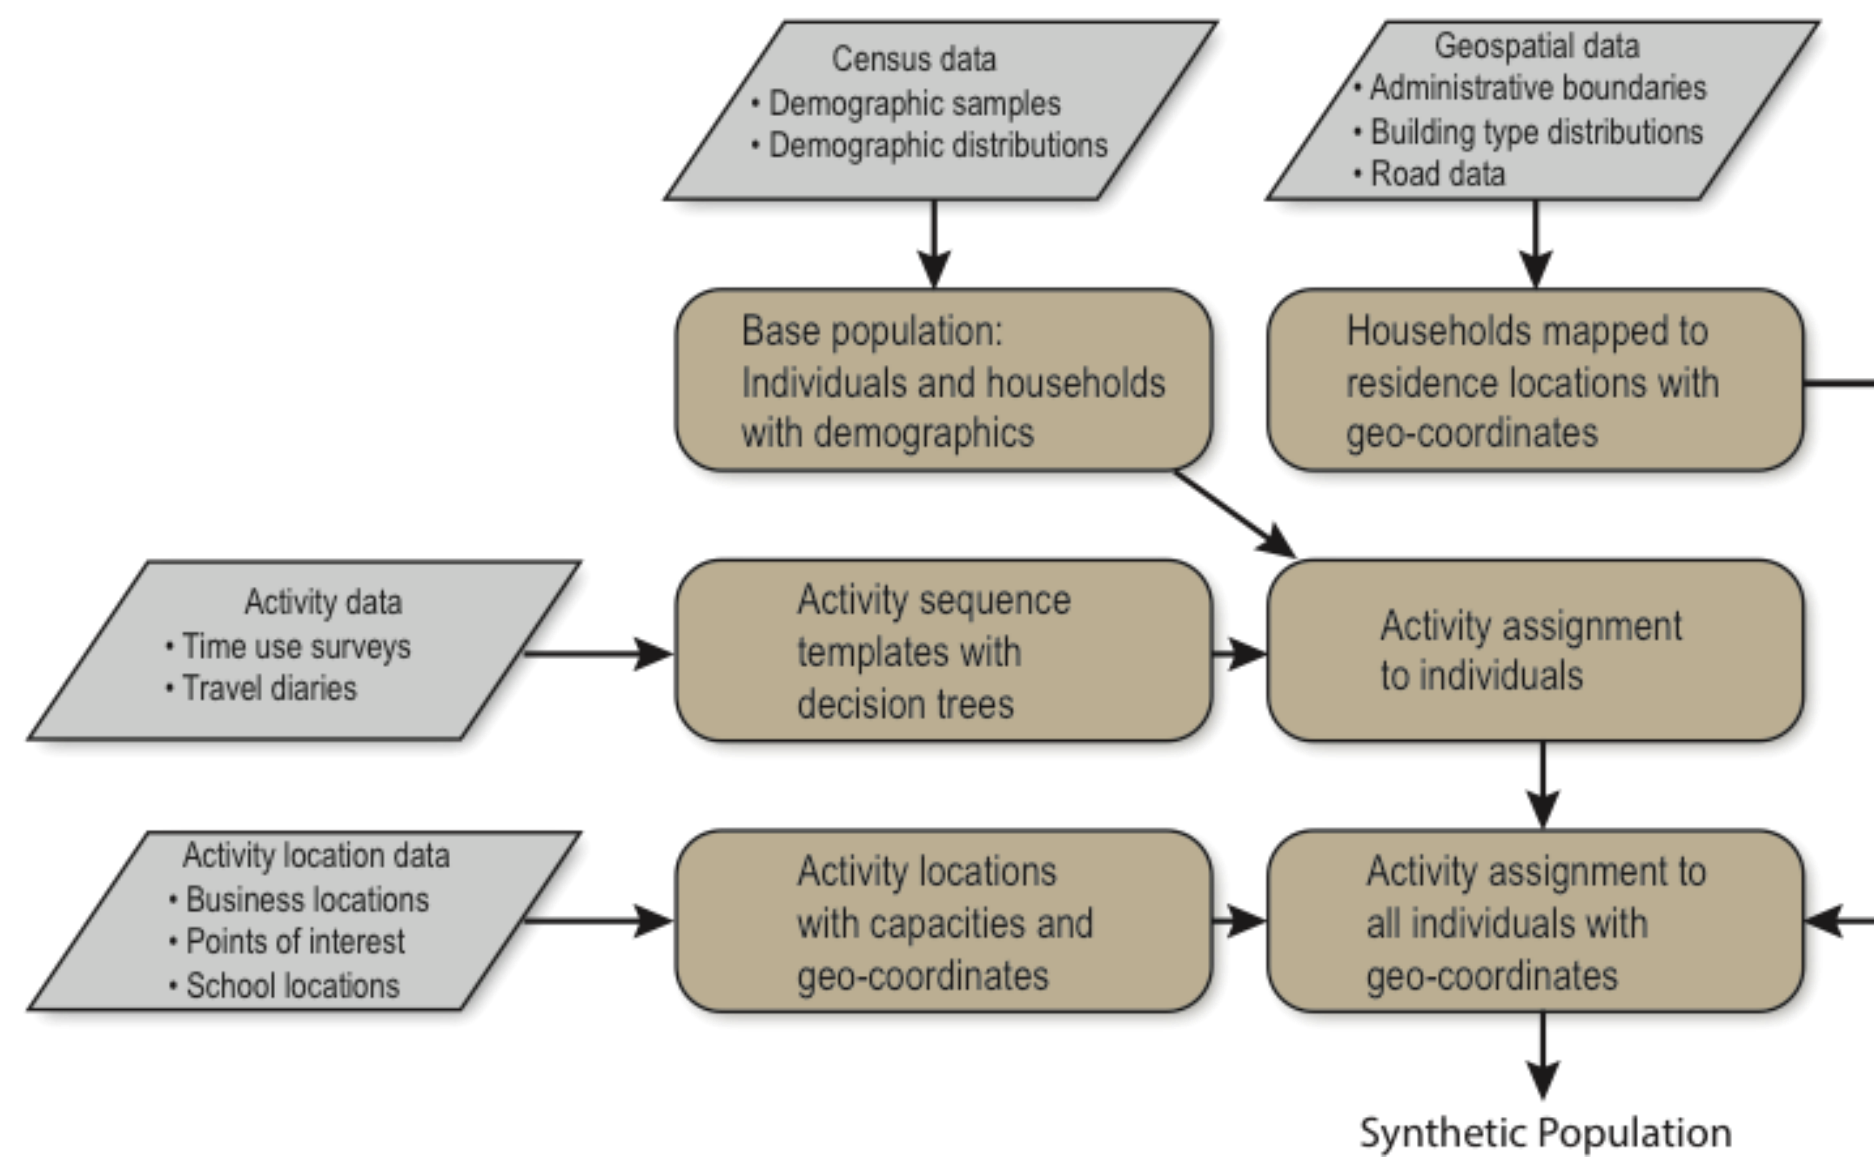 Census data
• Demographic samples
• Demographic distributions
Geospatial data
• Administrative boundaries
• Building type distributions
• Road data
Base population:
Individuals and households
with demographics
Households mapped to
residence locations with
geo-coordinates
Activity data
• Time use surveys
• Travel diaries
Activity sequence
templates with
decision trees
Activity assignment
to individuals
Activity location data
• Business locations
• Points of interest
• School locations
Activity locations
with capacities and
geo-coordinates
Activity assignment to
all individuals with
geo-coordinates
Synthetic Population